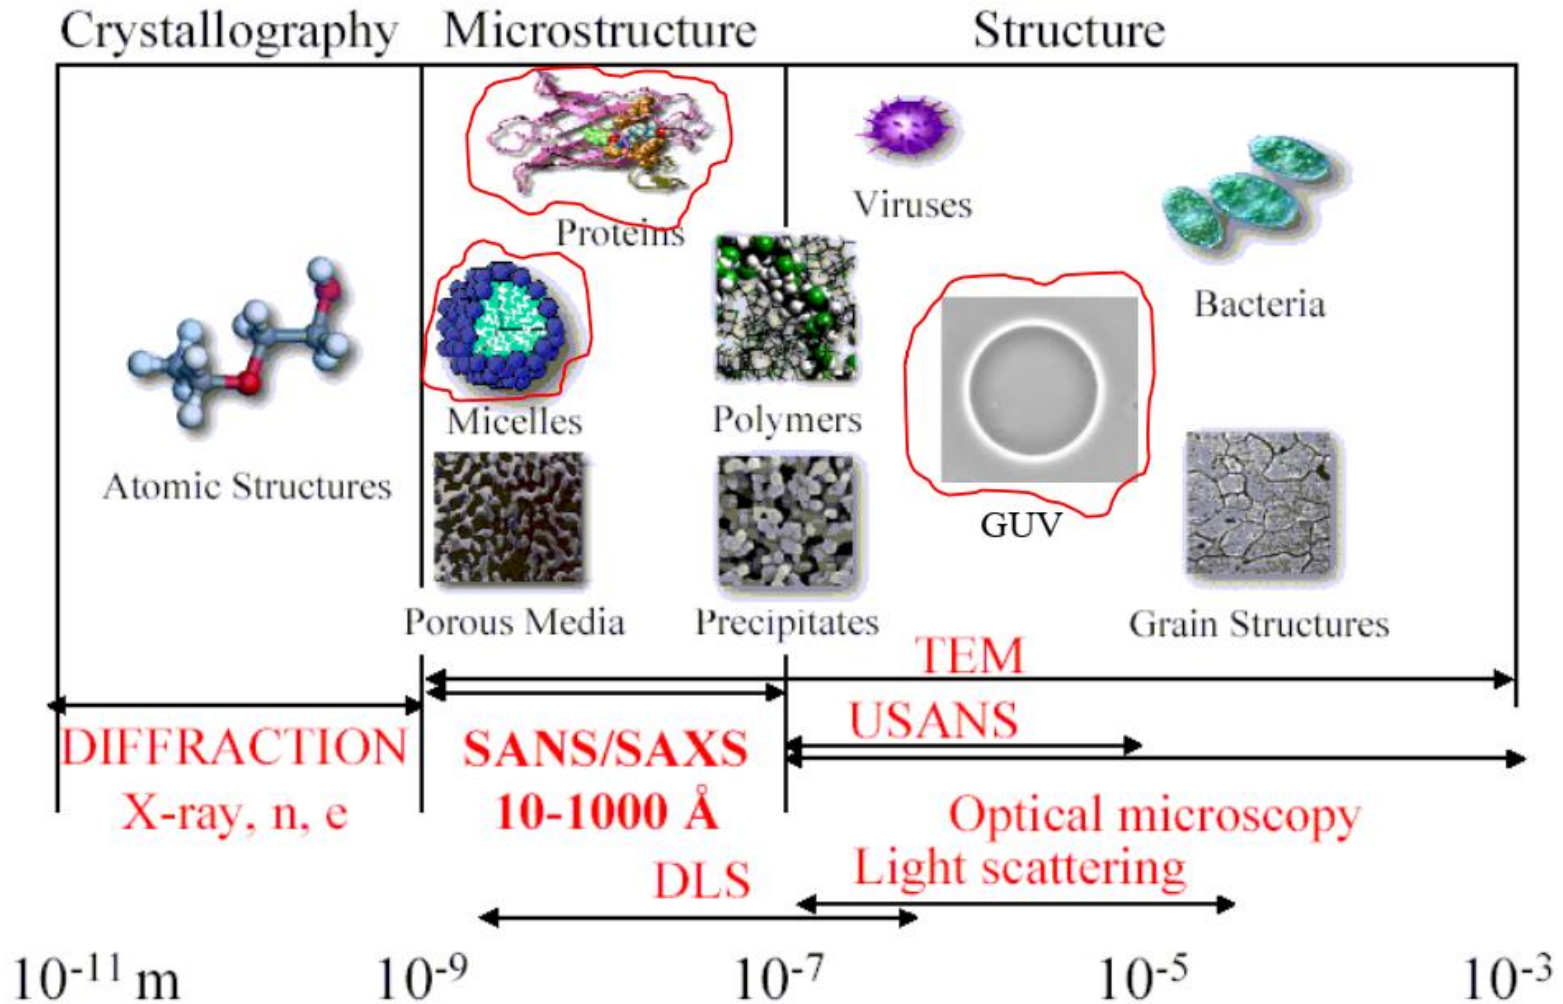 Crystallography Microstructure Structure
Viruses
Proteins
Bacteria
Micelles
Polymers
Atomic Structures
GUV
Porous Media
Precipitates
Grain Structures
TEM
USANS
DIFFRACTION
X-ray, n, e
SANS/SAXS
10-1000 Å
Optical microscopy
Light scattering
DLS
10⁻¹¹ m 10⁻⁹ 10⁻⁷ 10⁻⁵ 10⁻³